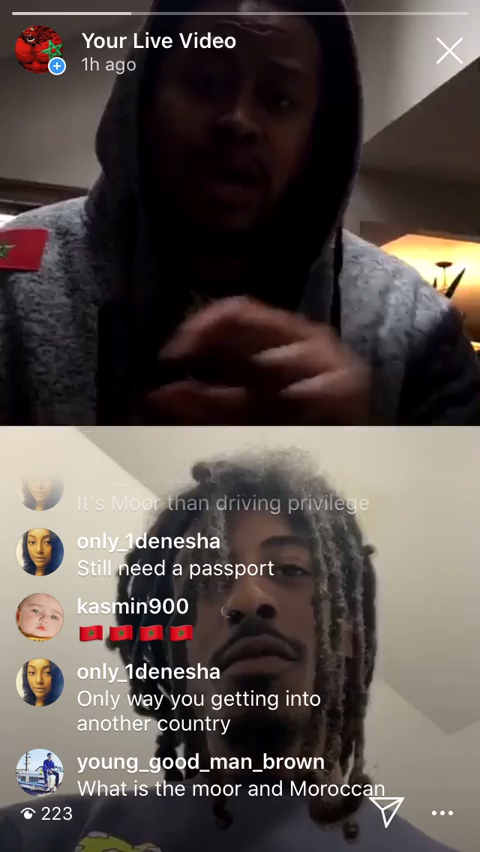 Your Live Video
1h ago
It's Moor than driving privilege
only_1denesha
Still need a passport
kasmin900
🇲🇦 🇲🇦 🇲🇦 🇲🇦
only_1denesha
Only way you getting into
another country
young_good_man_brown
What is the moor and Moroccan
223